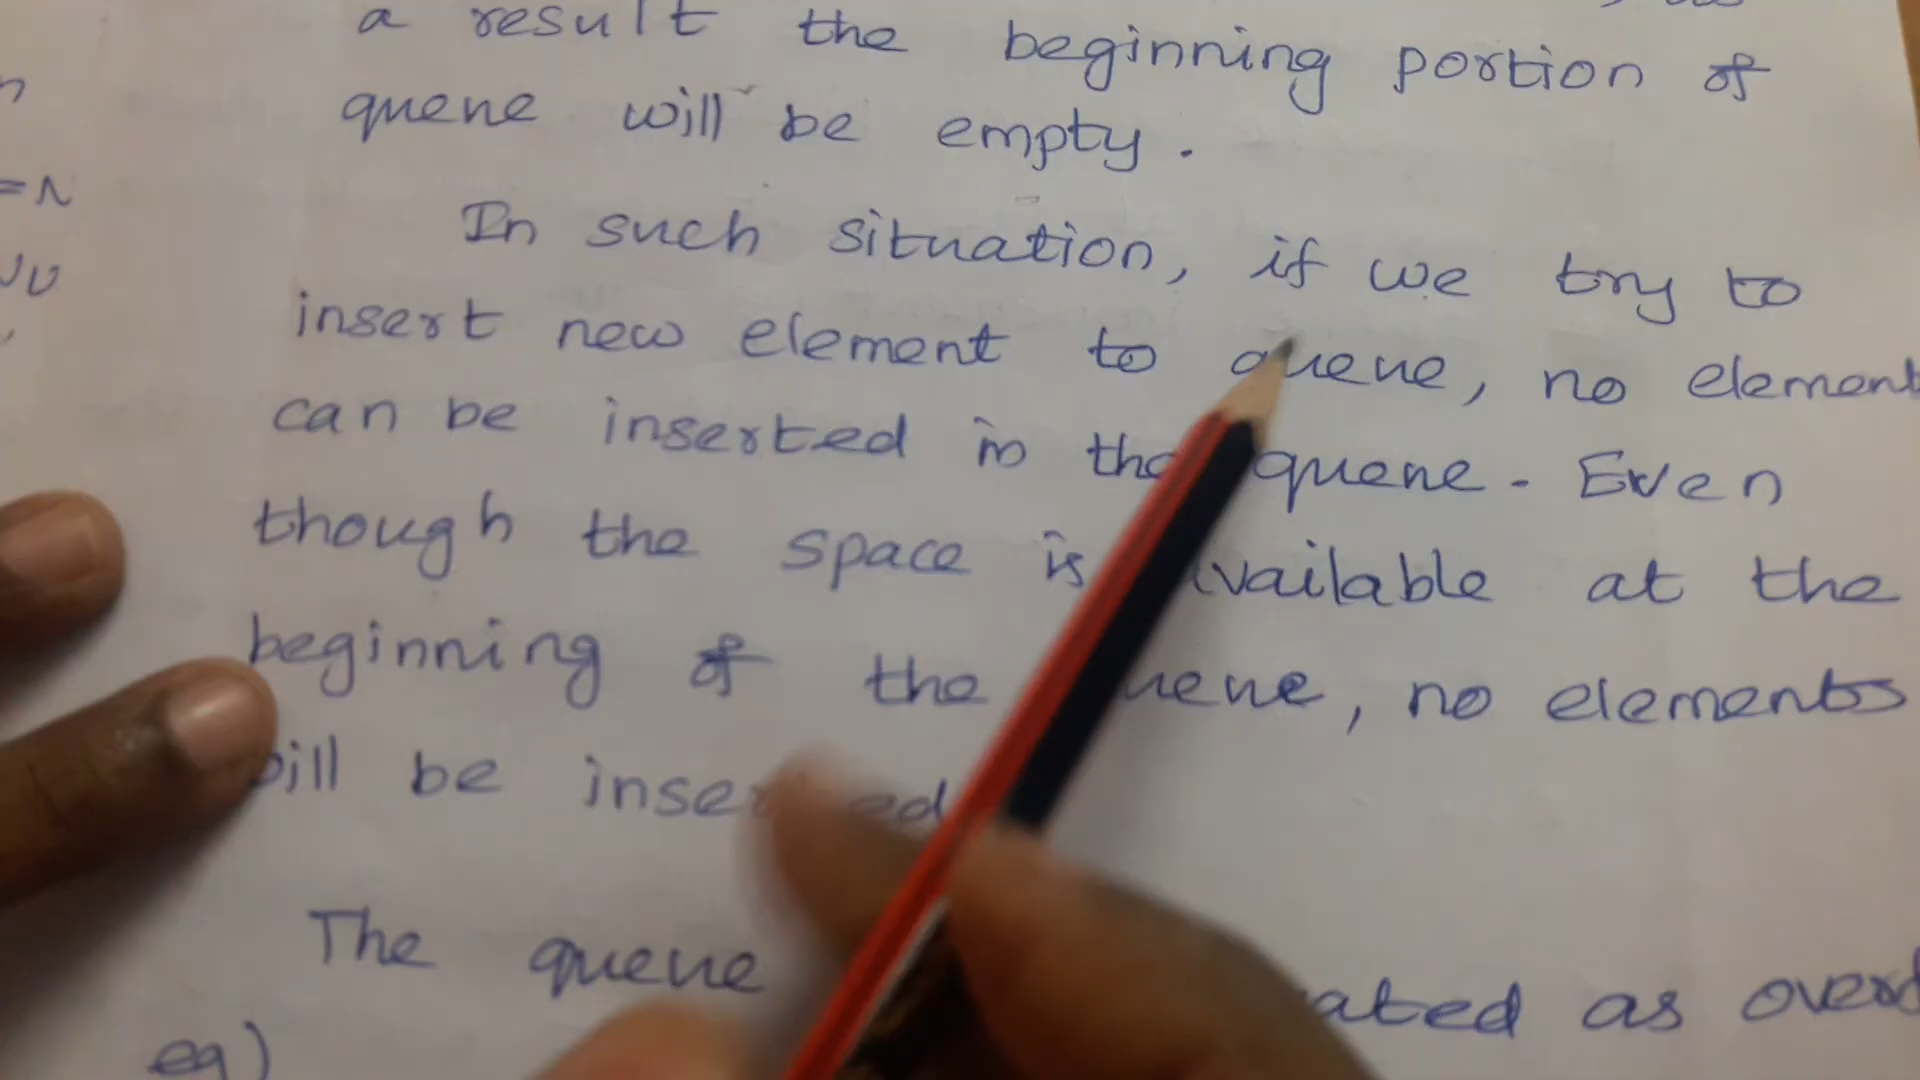 a result the beginning portion of
queue will be empty.
In such situation, if we try to
insert new element to queue, no element
can be inserted in the queue. Even
though the space is available at the
beginning of the queue, no elements
will be inserted
The queue as
eg)
=N